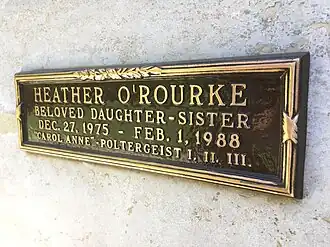 HEATHER O'ROURKE
BELOVED DAUGHTER-SISTER
DEC. 27, 1975 - FEB. 1, 1988
"CAROL ANNE"-POLTERGEIST I. II. III.